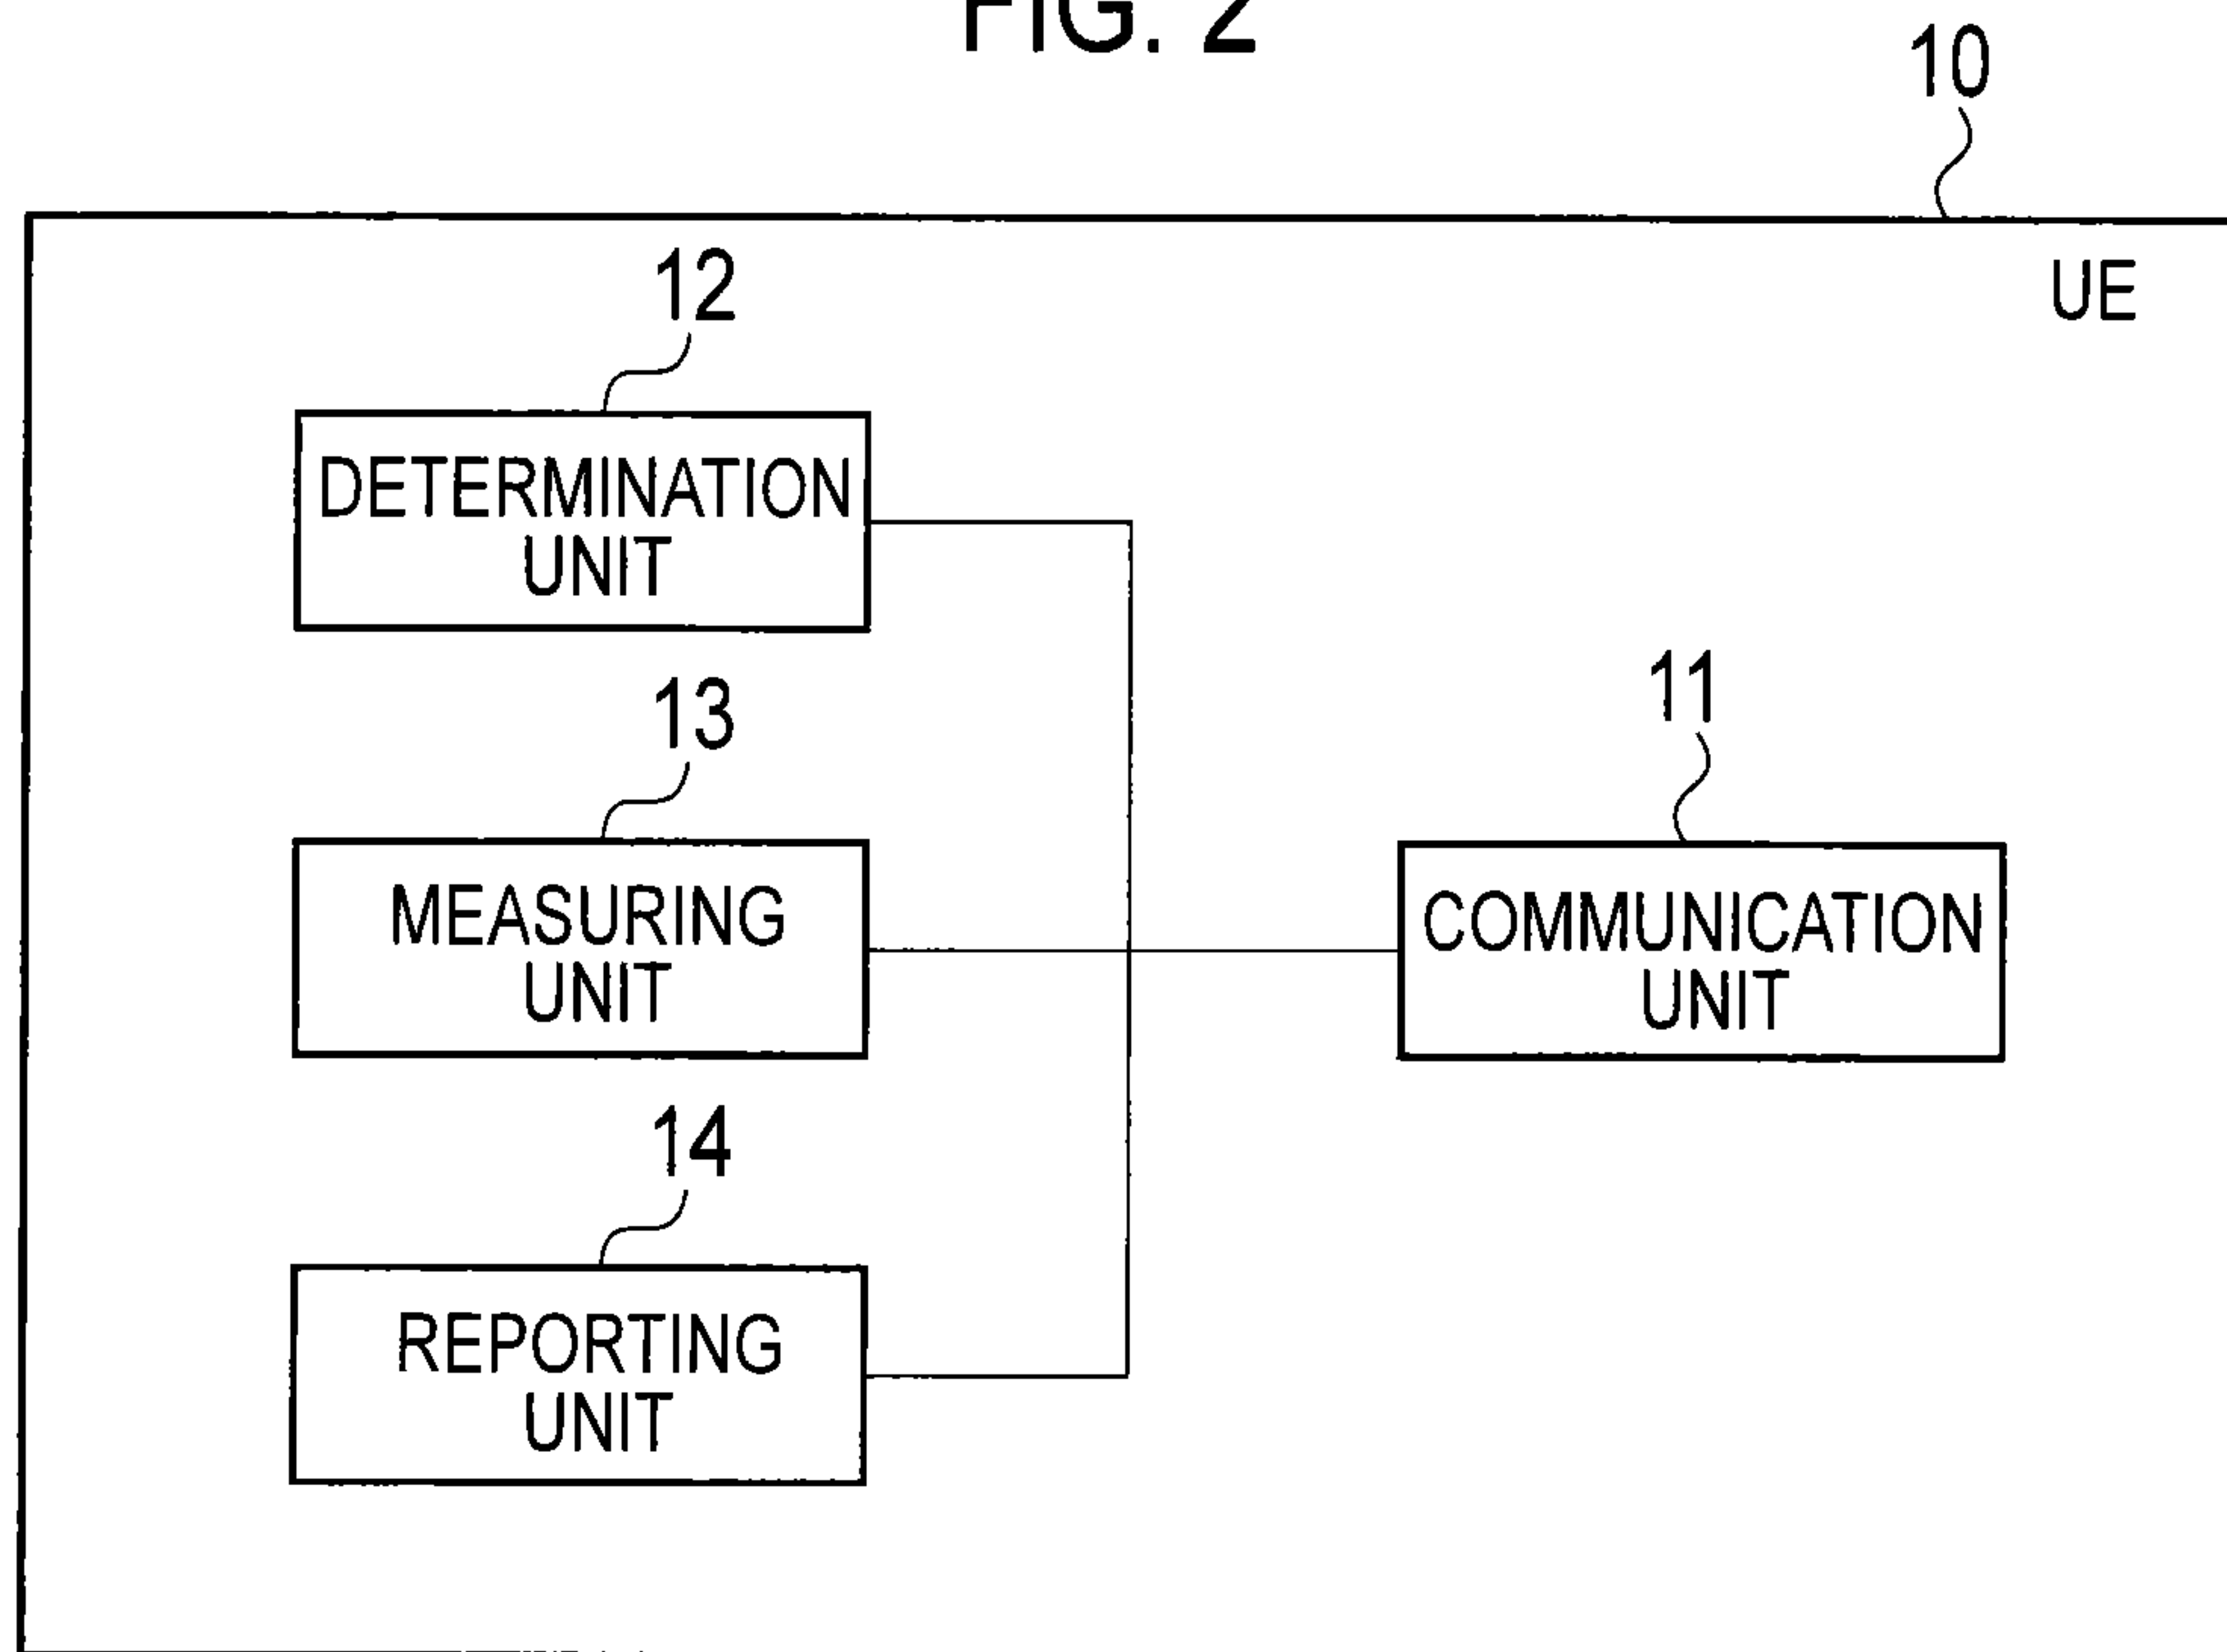 FIG. 2
10
UE
12
DETERMINATION
UNIT
13
MEASURING
UNIT
11
COMMUNICATION
UNIT
14
REPORTING
UNIT